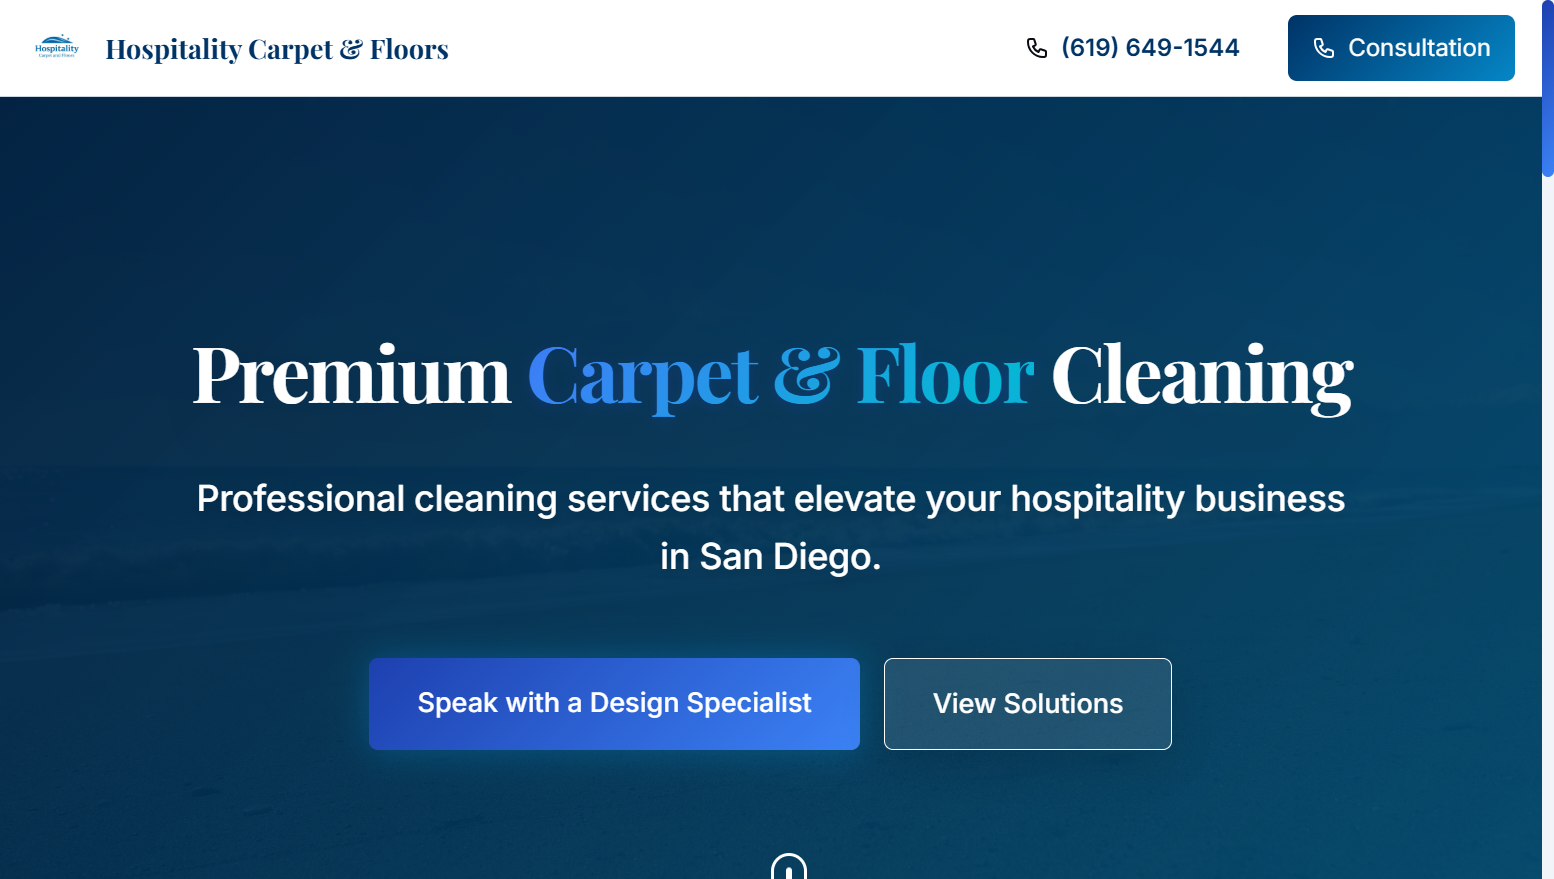 Hospitality
Carpet and Floors
Hospitality Carpet & Floors
(619) 649-1544
Consultation
Premium Carpet & Floor Cleaning
Professional cleaning services that elevate your hospitality business
in San Diego.
Speak with a Design Specialist
View Solutions